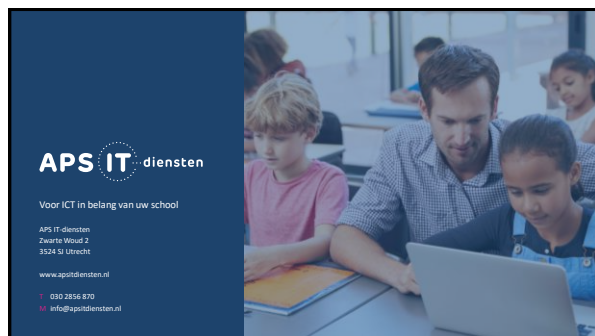 APS IT diensten
Voor ICT in belang van uw school
APS IT-diensten
Zwarte Woud 2
3524 SJ Utrecht
www.apsitdiensten.nl
T 030 2856 870
M info@apsitdiensten.nl